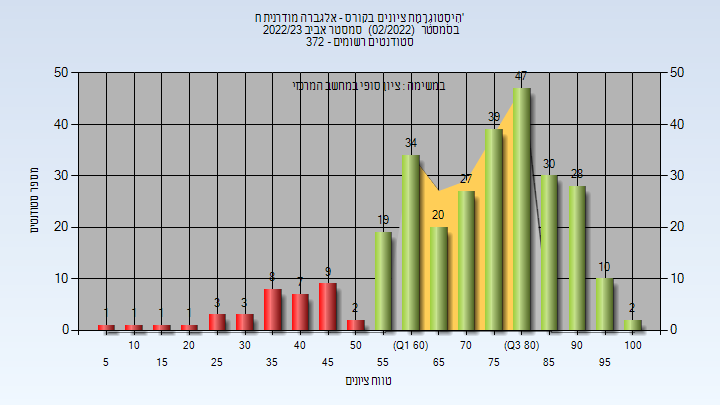 הִיסטוגרָמַת ציונים בקורס - אלגברה מודרנית ח'
בסמסטר (02/2022) סמסטר אביב 2022/23
סטודנטים רשומים - 372
במשימה : ציון סופי במחשב המרכזי
מספר סטודנטים
50 40 30 20 10 0
50 40 30 20 10 0
1 1 1 1 3 3 8 7 9 2 19 34 20 27 39 47 30 28 10 2
10 20 30 40 50 (Q1 60) 70 (Q3 80) 90 100
5 15 25 35 45 55 65 75 85 95
טווח ציונים